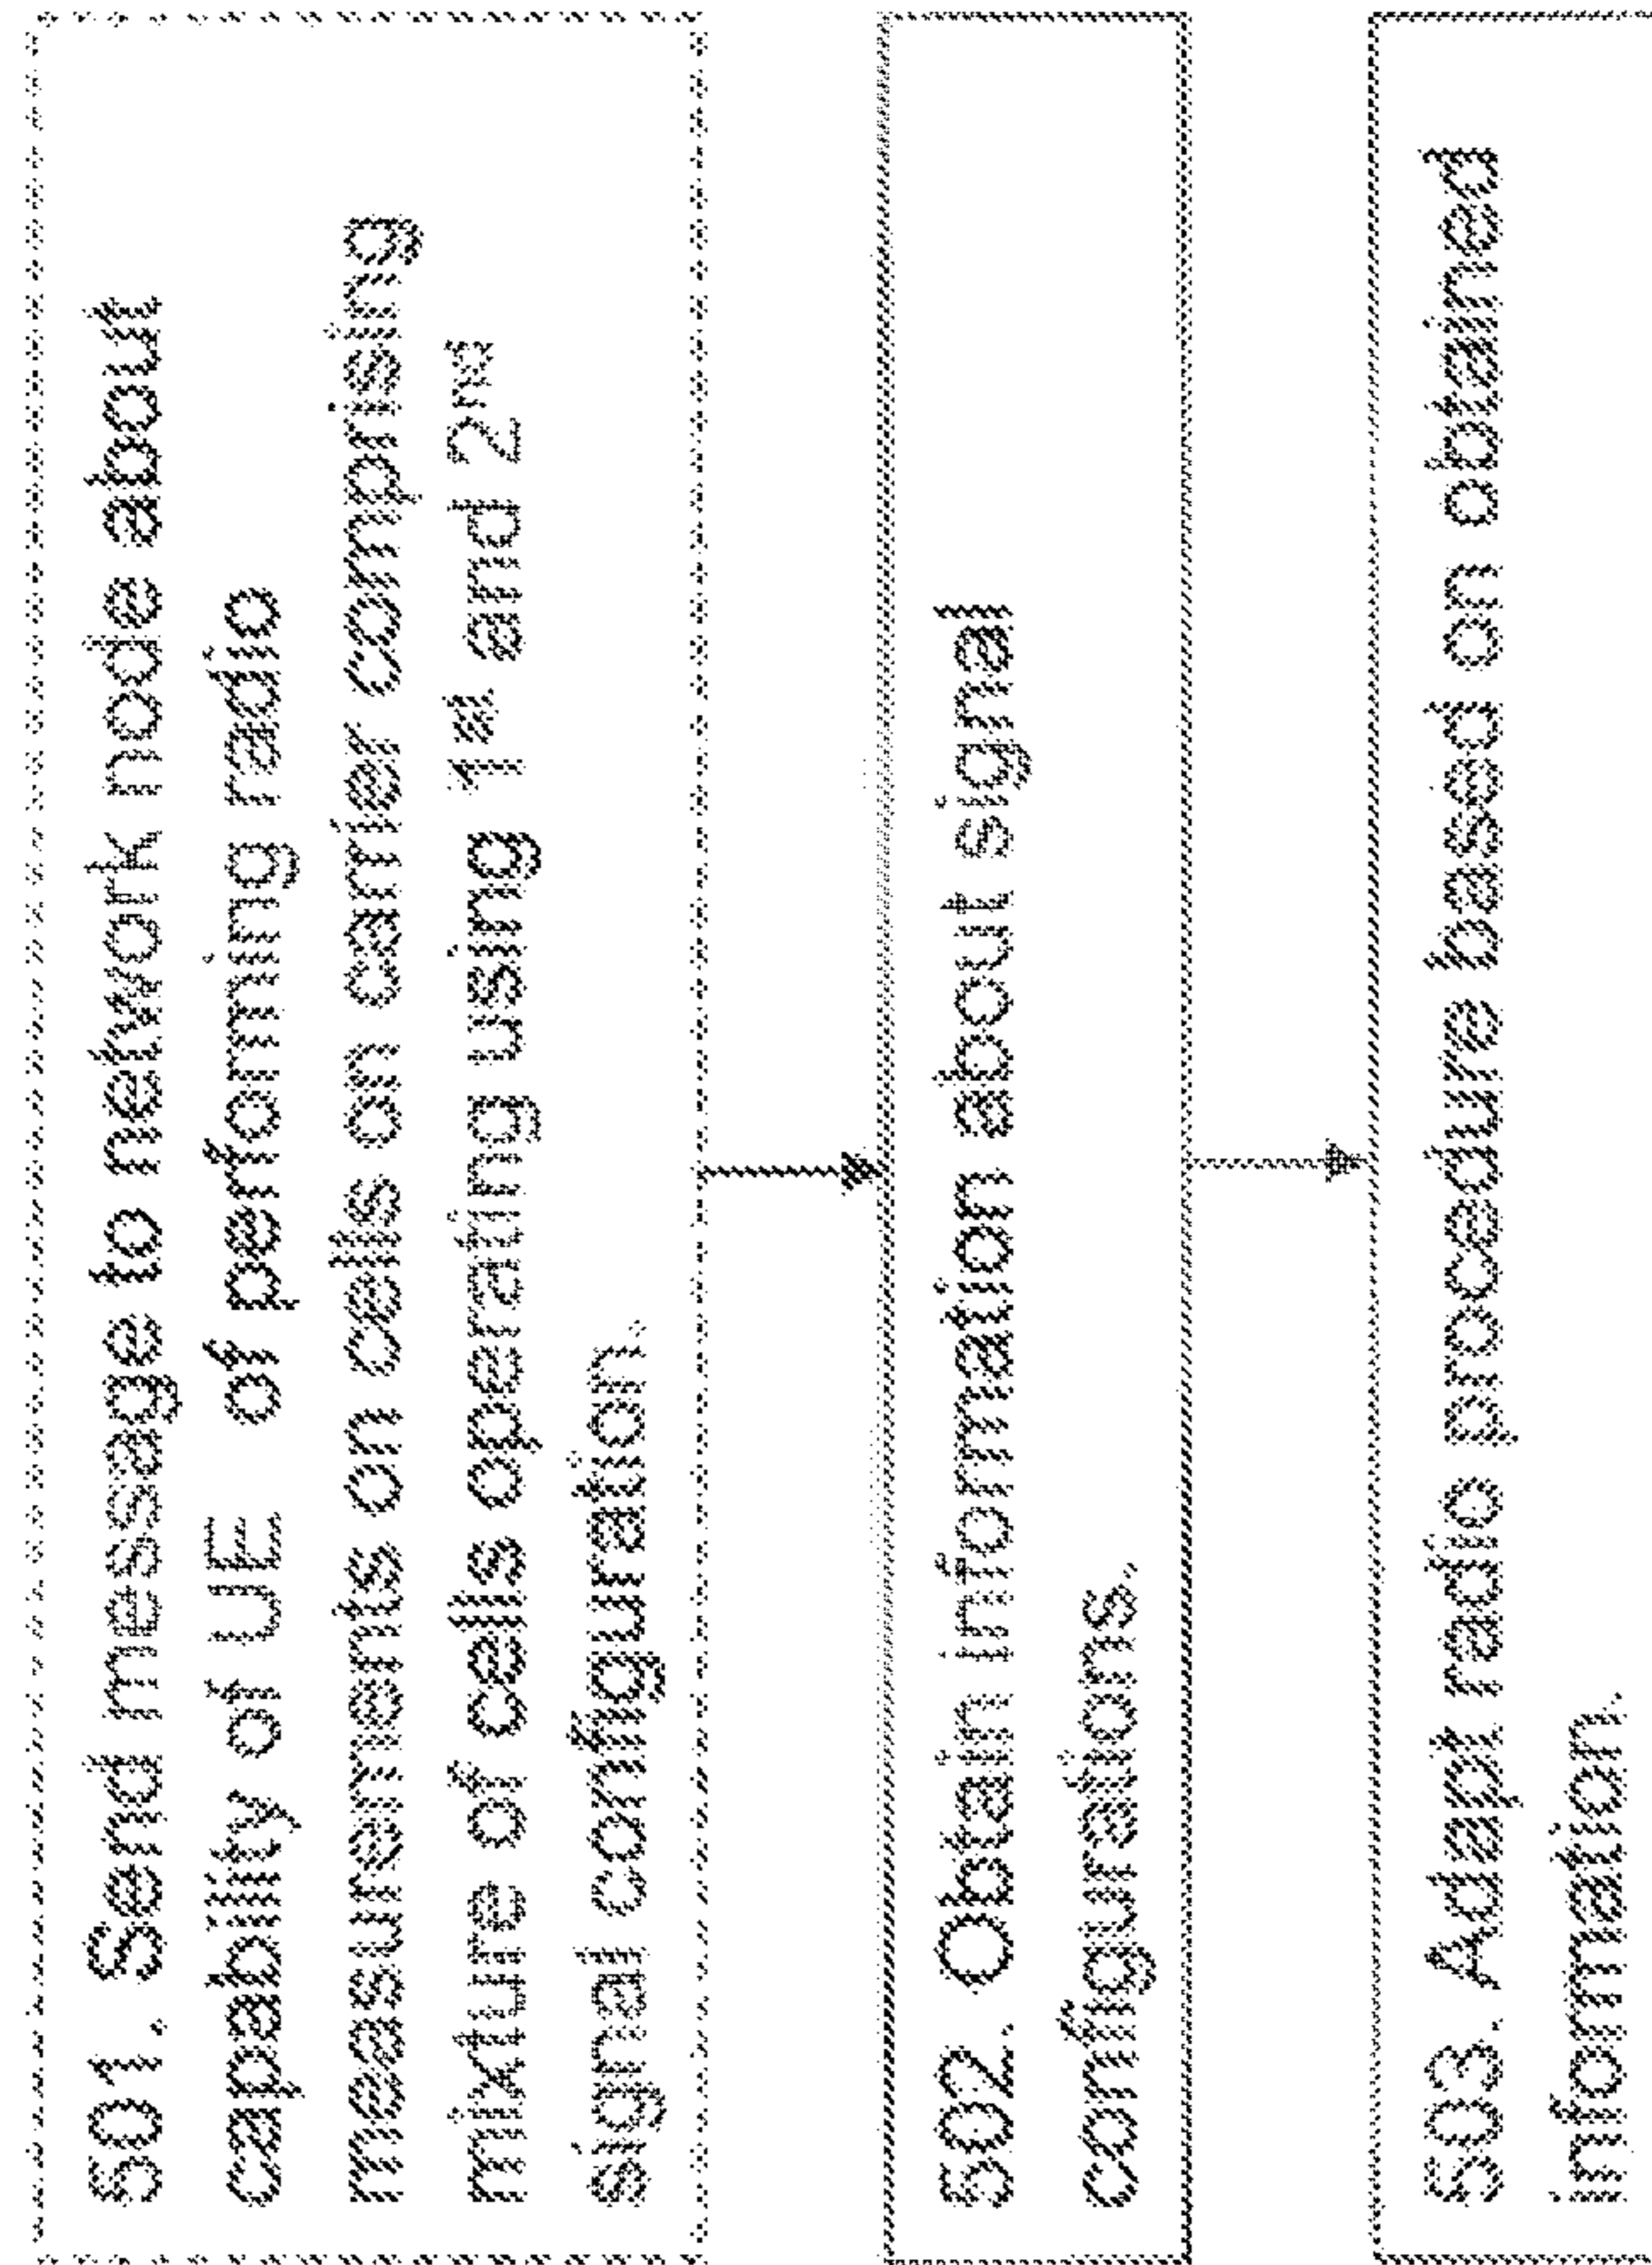 501. Send message to network node about
capability of UE of performing radio
measurements on cells on carrier comprising
mixture of cells operating using 1st and 2nd
signal configuration.
502. Obtain information about signal
configurations.
503. Adapt radio procedure based on obtained
information.